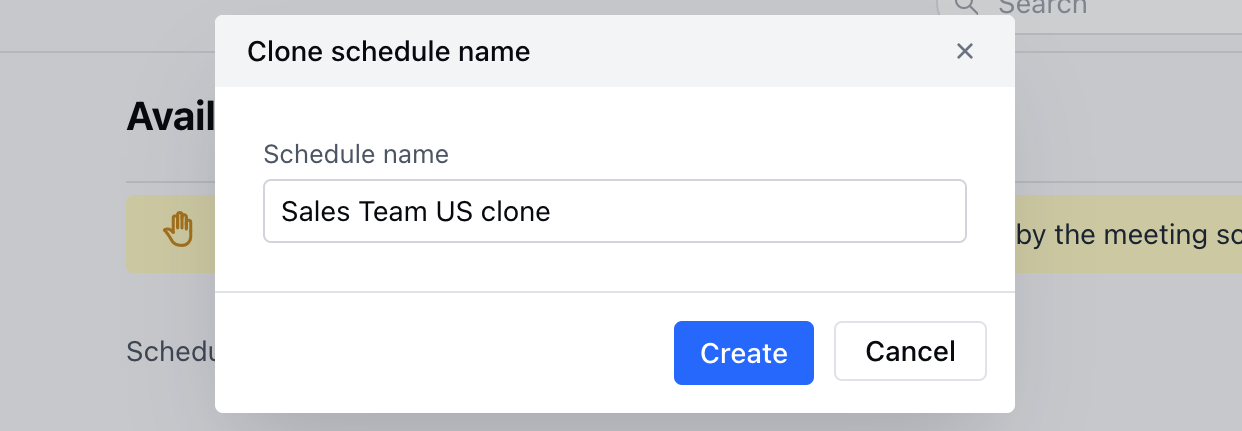 Search
Clone schedule name
Avail
Schedule name
Sales Team US clone
by the meeting sc
Schedu
Create
Cancel